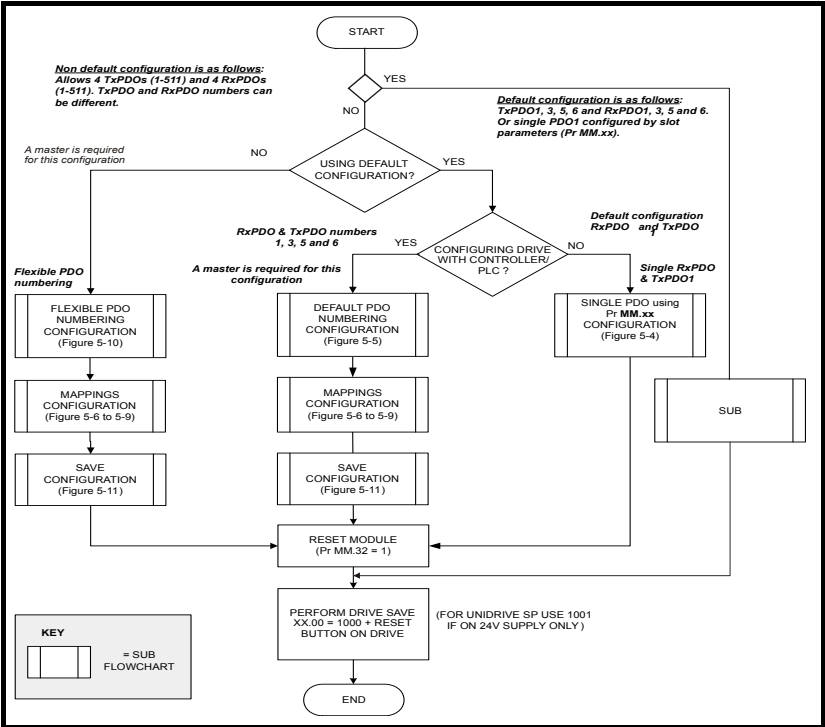 START
Non default configuration is as follows:
Allows 4 TxPDOs (1-511) and 4 RxPDOs
(1-511). TxPDO and RxPDO numbers can
be different.
YES
NO
Default configuration is as follows:
TxPDO1, 3, 5, 6 and RxPDO1, 3, 5 and 6.
Or single PDO1 configured by slot
parameters (Pr MM.xx).
A master is required
for this configuration
NO
USING DEFAULT
CONFIGURATION?
YES
RxPDO & TxPDO numbers
1, 3, 5 and 6
YES
A master is required for this
configuration
CONFIGURING DRIVE
WITH CONTROLLER/
PLC ?
NO
Default configuration
RxPDO and TxPDO
1
Single RxPDO
& TxPDO1
Flexible PDO
numbering
FLEXIBLE PDO
NUMBERING
CONFIGURATION
(Figure 5-10)
DEFAULT PDO
NUMBERING
CONFIGURATION
(Figure 5-5)
SINGLE PDO using
Pr MM.xx
CONFIGURATION
(Figure 5-4)
MAPPINGS
CONFIGURATION
(Figure 5-6 to 5-9)
MAPPINGS
CONFIGURATION
(Figure 5-6 to 5-9)
SUB
SAVE
CONFIGURATION
(Figure 5-11)
SAVE
CONFIGURATION
(Figure 5-11)
RESET MODULE
(Pr MM.32 = 1)
PERFORM DRIVE SAVE
XX.00 = 1000 + RESET
BUTTON ON DRIVE
(FOR UNIDRIVE SP USE 1001
IF ON 24V SUPPLY ONLY )
KEY
= SUB
FLOWCHART
END